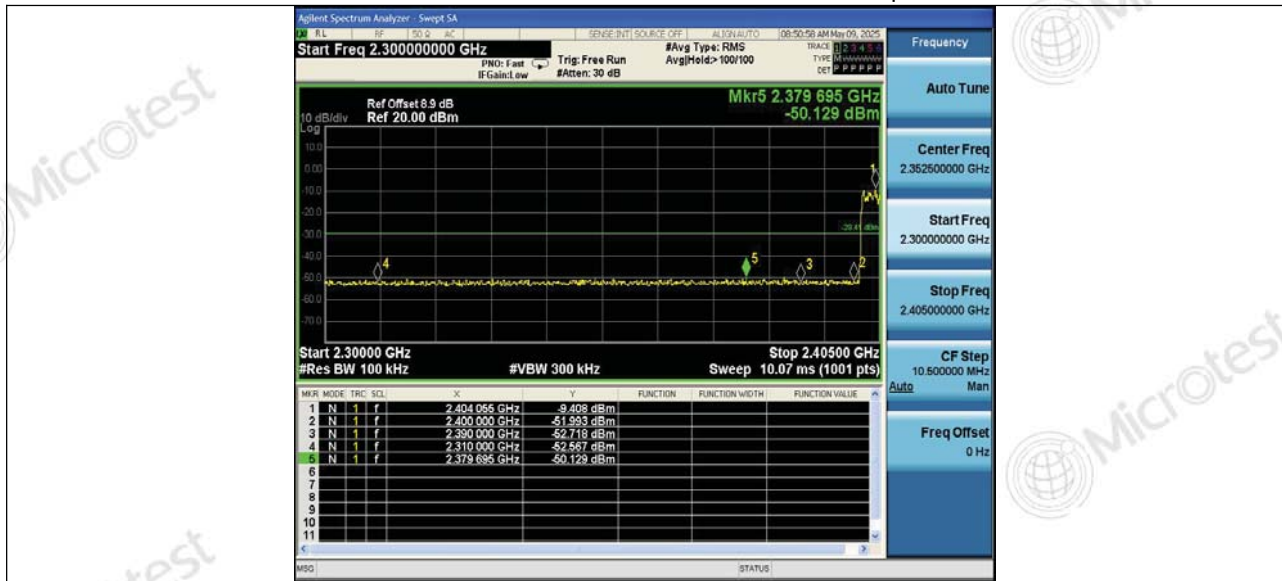 Agilent Spectrum Analyzer - Swept SA
RL RF 50 Ω AC SENSE:INT SOURCE OFF ALIGNAUTO 08:50:58 AM May 09, 2025
Start Freq 2.300000000 GHz
PNO: Fast
IFGain:Low
Trig: Free Run
#Atten: 30 dB
#Avg Type: RMS
Avg|Hold:> 100/100
TRACE 1 2 3 4 5 6
TYPE M WWWWW
DET P P P P P P
Mkr5 2.379 695 GHz
-50.129 dBm
Ref Offset 8.9 dB
10 dB/div Ref 20.00 dBm
Log
10.0
0.00
-10.0
-20.0
-30.0
-40.0
-50.0
-60.0
-70.0
1
-29.41 dBm
4
5
3
2
Start 2.30000 GHz Stop 2.40500 GHz
#Res BW 100 kHz #VBW 300 kHz Sweep 10.07 ms (1001 pts)
MKR MODE TRC SCL X Y FUNCTION FUNCTION WIDTH FUNCTION VALUE
1 N 1 f 2.404 055 GHz -9.408 dBm
2 N 1 f 2.400 000 GHz -51.993 dBm
3 N 1 f 2.390 000 GHz -52.718 dBm
4 N 1 f 2.310 000 GHz -52.567 dBm
5 N 1 f 2.379 695 GHz -50.129 dBm
6
7
8
9
10
11
MSG STATUS
Frequency
Auto Tune
Center Freq
2.352500000 GHz
Start Freq
2.300000000 GHz
Stop Freq
2.405000000 GHz
CF Step
10.500000 MHz
Auto Man
Freq Offset
0 Hz
Microtest
Microtest